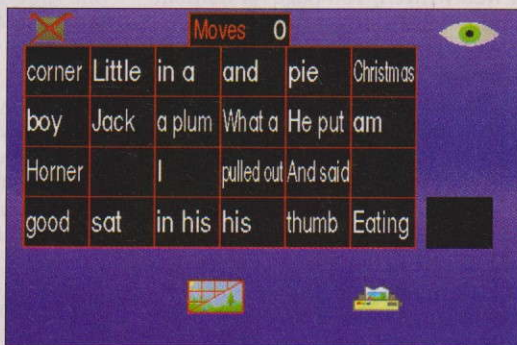 Moves 0
corner Little in a and pie Christmas
boy Jack a plum What a He put am
Horner I pulled out And said
good sat in his his thumb Eating